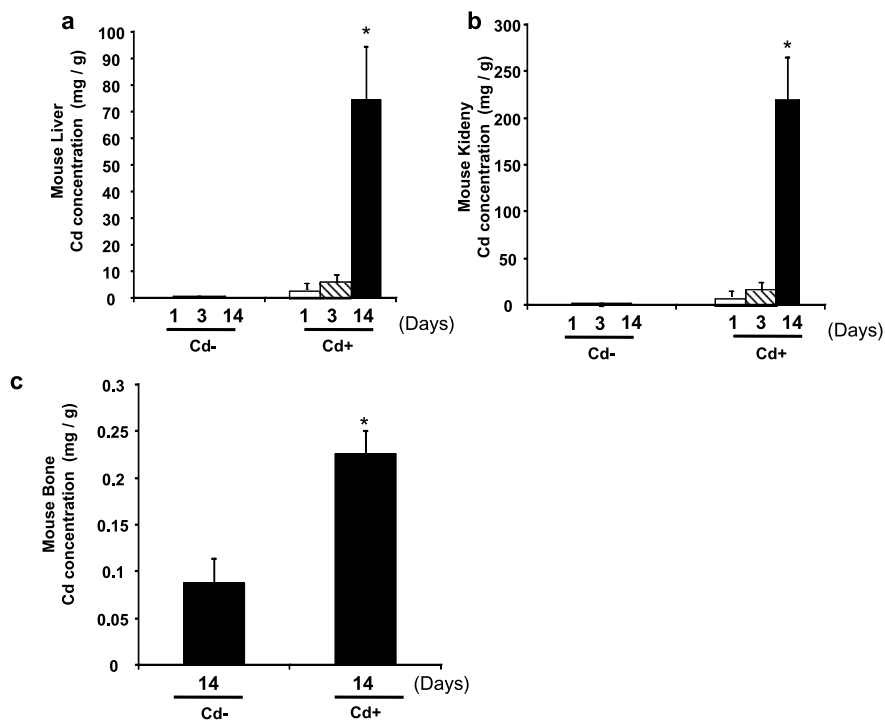 a
Mouse Liver
Cd concentration (mg / g)
100
90
80
70
60
50
40
30
20
10
0
*
1 3 14 1 3 14 (Days)
Cd- Cd+
b
Mouse Kideny
Cd concentration (mg / g)
300
250
200
150
100
50
0
*
1 3 14 1 3 14 (Days)
Cd- Cd+
c
Mouse Bone
Cd concentration (mg / g)
0.3
0.25
0.2
0.15
0.1
0.05
0
*
14 14 (Days)
Cd- Cd+